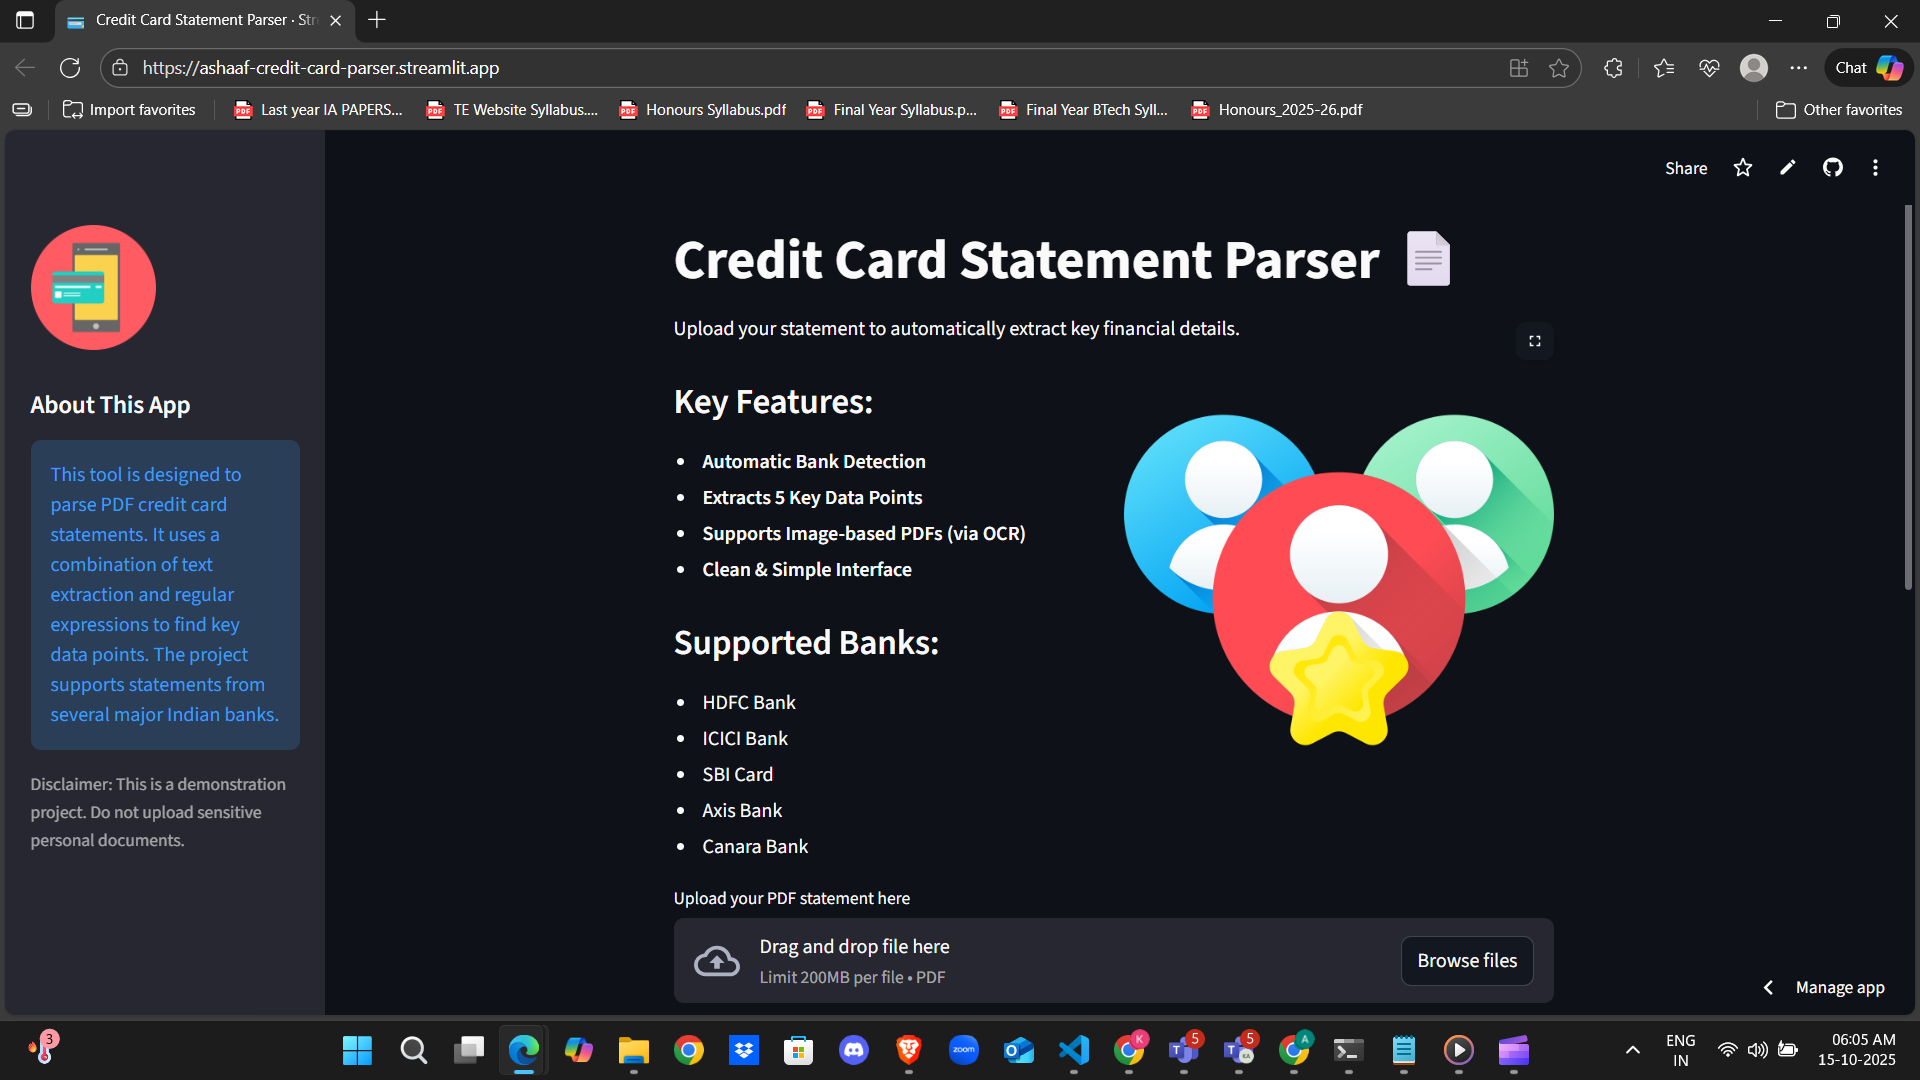 Credit Card Statement Parser · Str
https://ashaaf-credit-card-parser.streamlit.app
Chat
Import favorites
Last year IA PAPERS...
TE Website Syllabus....
Honours Syllabus.pdf
Final Year Syllabus.p...
Final Year BTech Syll...
Honours_2025-26.pdf
Other favorites
Share
About This App
This tool is designed to
parse PDF credit card
statements. It uses a
combination of text
extraction and regular
expressions to find key
data points. The project
supports statements from
several major Indian banks.
Disclaimer: This is a demonstration
project. Do not upload sensitive
personal documents.
Credit Card Statement Parser
Upload your statement to automatically extract key financial details.
Key Features:
• Automatic Bank Detection
• Extracts 5 Key Data Points
• Supports Image-based PDFs (via OCR)
• Clean & Simple Interface
Supported Banks:
• HDFC Bank
• ICICI Bank
• SBI Card
• Axis Bank
• Canara Bank
Upload your PDF statement here
Drag and drop file here
Limit 200MB per file • PDF
Browse files
Manage app
3
zoom
K
5
5
A
ENG
IN
06:05 AM
15-10-2025